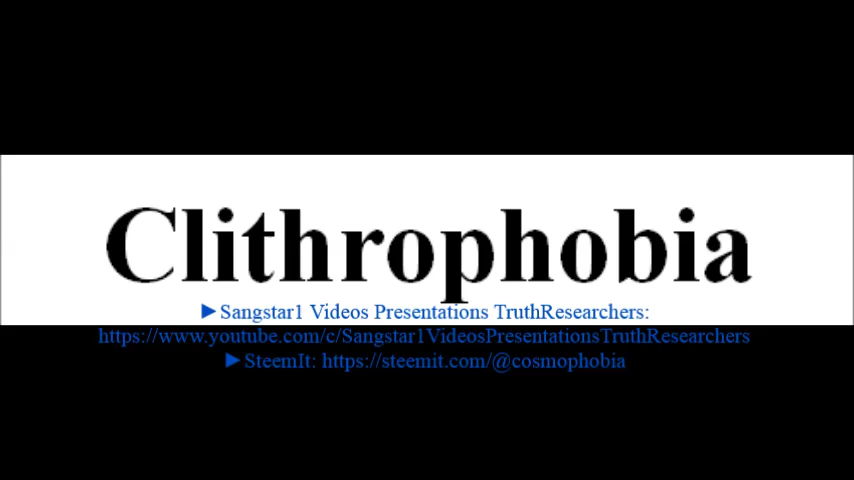 Clithrophobia
►Sangstar1 Videos Presentations TruthResearchers:
https://www.youtube.com/c/Sangstar1VideosPresentationsTruthResearchers
►SteemIt: https://steemit.com/@cosmophobia